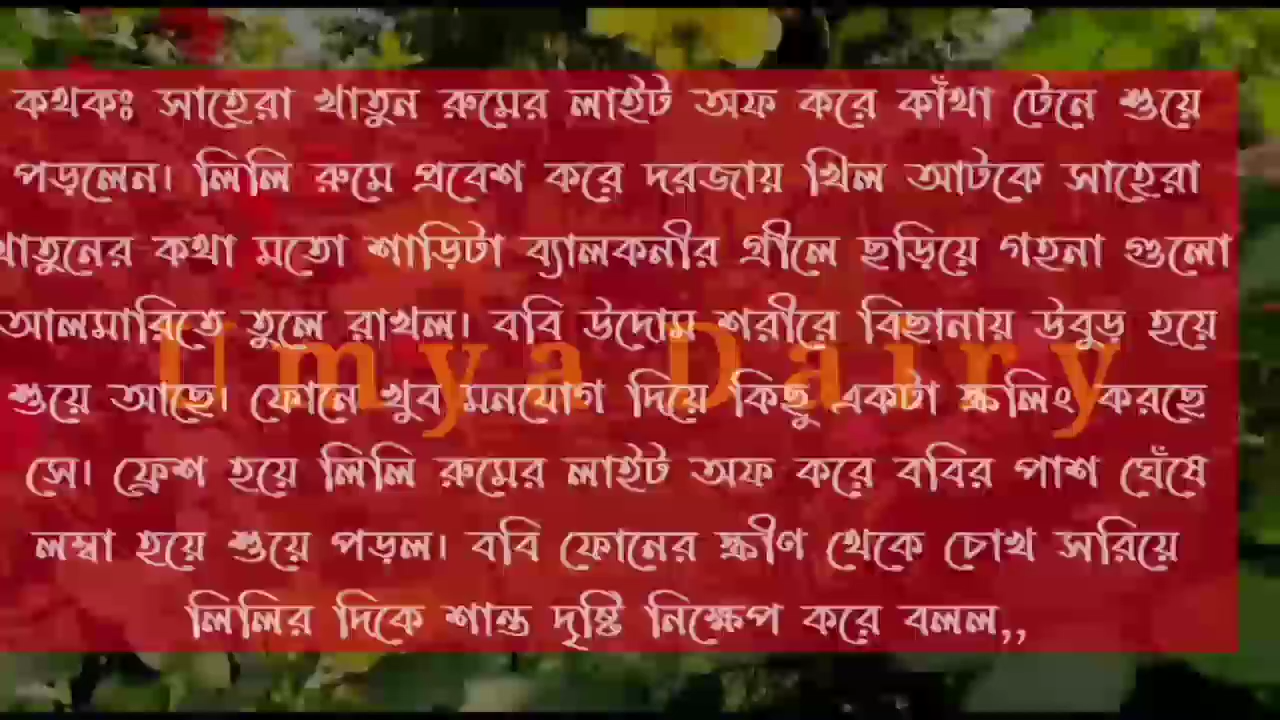 কথকঃ সাহেরা খাতুন রুমের লাইট অফ করে কাঁথা টেনে শুয়ে
পড়লেন। লিলি রুমে প্রবেশ করে দরজায় খিল আটকে সাহেরা
খাতুনের কথা মতো শাড়িটা ব্যালকনীর গ্রীলে ছড়িয়ে গহনা গুলো
আলমারিতে তুলে রাখল। ববি উদোম শরীরে বিছানায় উবুড় হয়ে
Umya Dairy
শুয়ে আছে। ফোনে খুব মনযোগ দিয়ে কিছু একটা স্ক্রলিং করছে
সে। ফ্রেশ হয়ে লিলি রুমের লাইট অফ করে ববির পাশ ঘেঁষে
লম্বা হয়ে শুয়ে পড়ল। ববি ফোনের স্ক্রীণ থেকে চোখ সরিয়ে
লিলির দিকে শান্ত দৃষ্টি নিক্ষেপ করে বলল,,